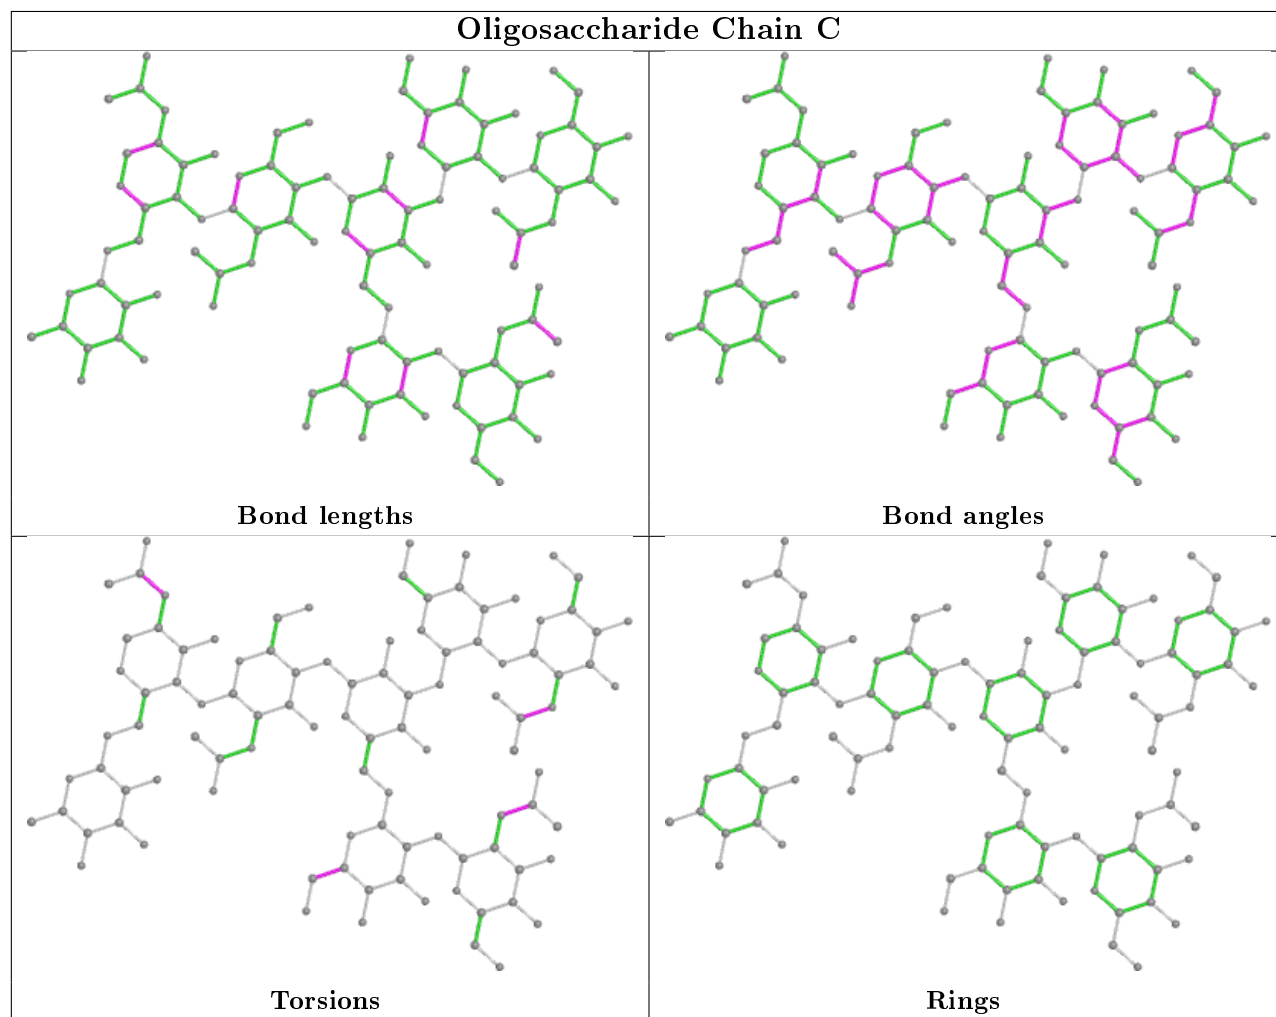 Oligosaccharide Chain C
Bond lengths
Bond angles
Torsions
Rings